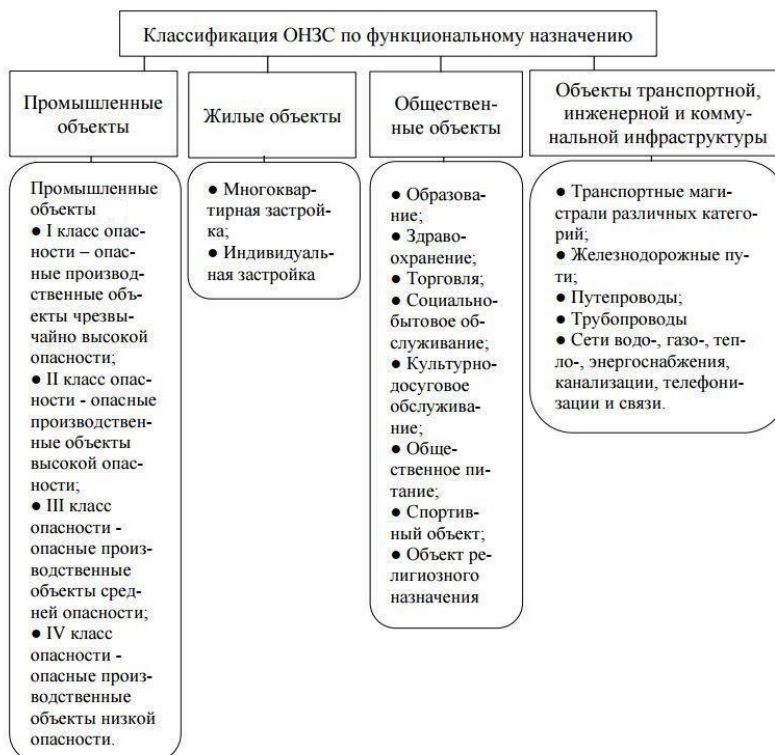 Классификация ОНЗС по функциональному назначению
Промышленные
объекты
Жилые объекты
Общественные
объекты
Объекты транспортной,
инженерной и комму-
нальной инфраструктуры
Промышленные
объекты
● I класс опас-
ности – опас-
ные производ-
ственные объ-
екты чрезвы-
чайно высокой
опасности;
● II класс опас-
ности - опасные
производствен-
ные объекты
высокой опас-
ности;
● III класс
опасности -
опасные произ-
водственные
объекты сред-
ней опасности;
● IV класс
опасности -
опасные произ-
водственные
объекты низкой
опасности.
● Многоквар-
тирная застрой-
ка;
● Индивидуаль-
ная застройка
● Образова-
ние;
● Здраво-
охранение;
● Торговля;
● Социально-
бытовое об-
служивание;
● Культурно-
досуговое
обслужива-
ние;
● Обще-
ственное пи-
тание;
● Спортив-
ный объект;
● Объект ре-
лигиозного
назначения
● Транспортные маги-
страли различных катего-
рий;
● Железнодорожные пу-
ти;
● Путепроводы;
● Трубопроводы
● Сети водо-, газо-, теп-
ло-, энергоснабжения,
канализации, телефони-
зации и связи.